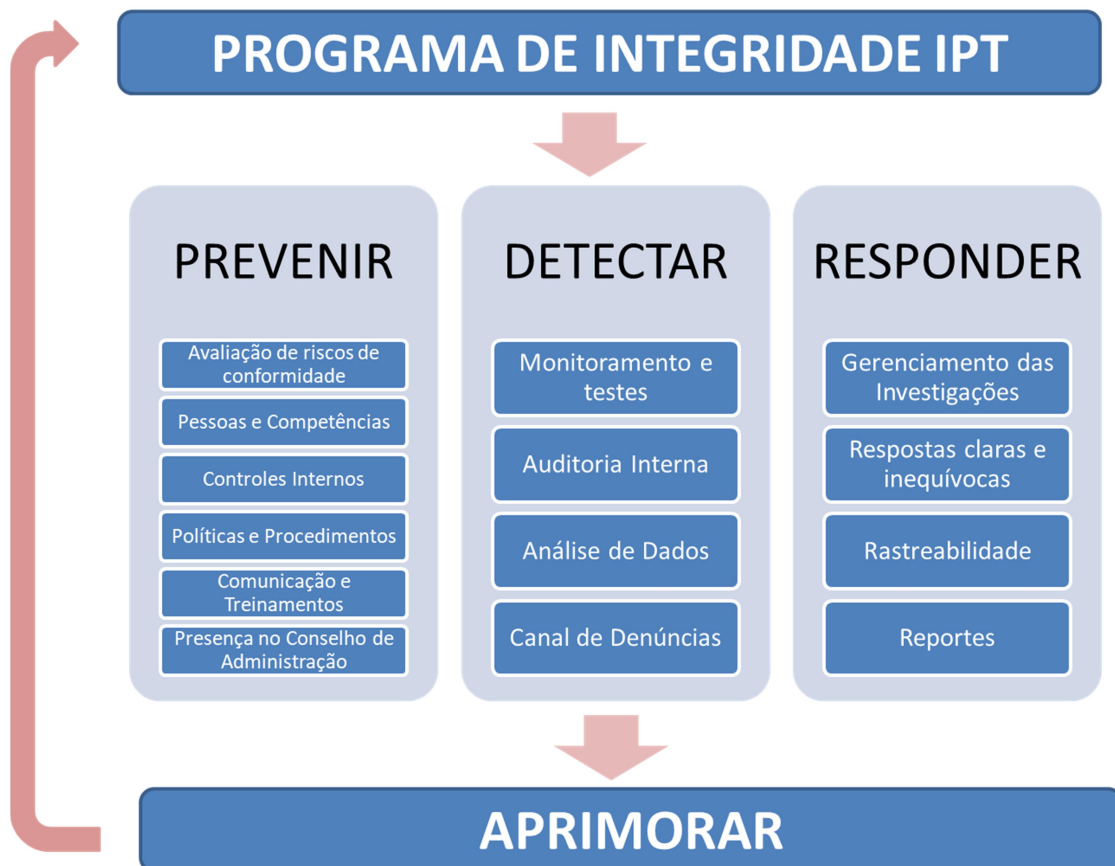 PROGRAMA DE INTEGRIDADE IPT
PREVENIR
Avaliação de riscos de
conformidade
Pessoas e Competências
Controles Internos
Políticas e Procedimentos
Comunicação e
Treinamentos
Presença no Conselho de
Administração
DETECTAR
Monitoramento e
testes
Auditoria Interna
Análise de Dados
Canal de Denúncias
RESPONDER
Gerenciamento das
Investigações
Respostas claras e
inequívocas
Rastreabilidade
Reportes
APRIMORAR